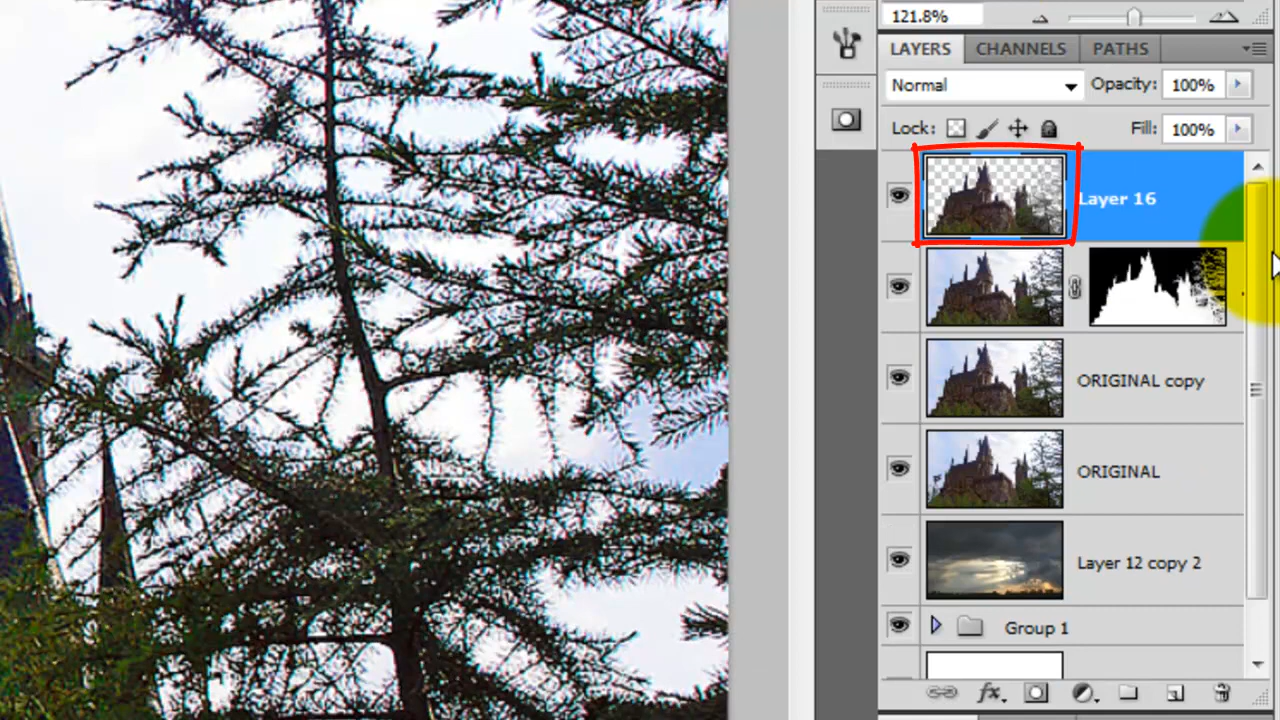 121.8%
LAYERS CHANNELS PATHS
Normal Opacity: 100%
Lock: Fill: 100%
Layer 16
ORIGINAL copy
ORIGINAL
Layer 12 copy 2
Group 1
fx